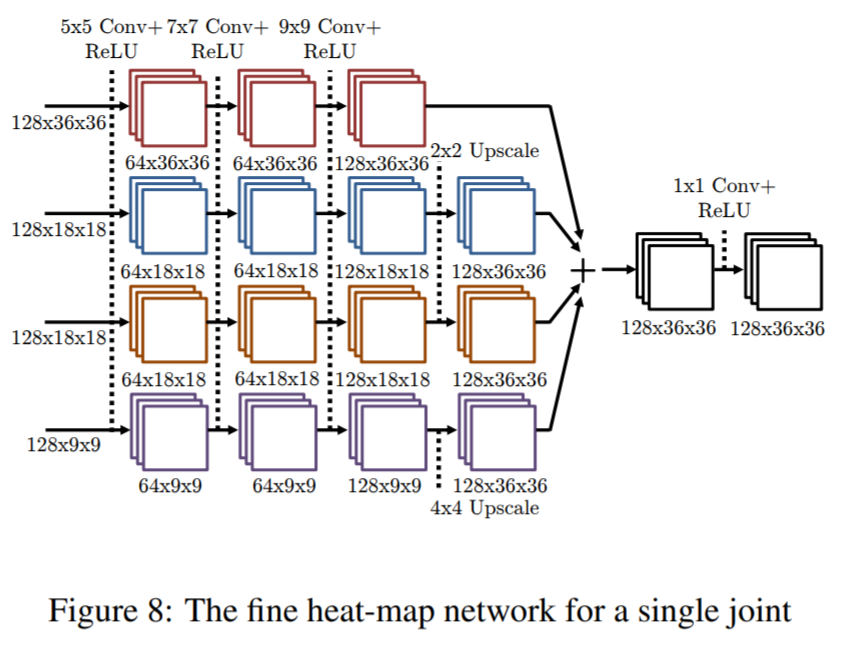 5x5 Conv+ 7x7 Conv+ 9x9 Conv+
ReLU ReLU ReLU
128x36x36
64x36x36 64x36x36 128x36x36
2x2 Upscale
128x18x18
64x18x18 64x18x18 128x18x18 128x36x36
1x1 Conv+
ReLU
128x36x36 128x36x36
128x18x18
64x18x18 64x18x18 128x18x18 128x36x36
128x9x9
64x9x9 64x9x9 128x9x9 128x36x36
4x4 Upscale
Figure 8: The fine heat-map network for a single joint